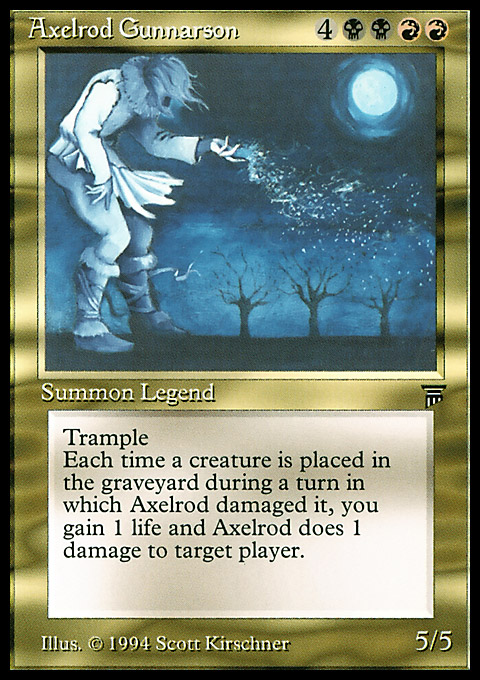 Axelrod Gunnarson 4
Summon Legend
Trample
Each time a creature is placed in
the graveyard during a turn in
which Axelrod damaged it, you
gain 1 life and Axelrod does 1
damage to target player.
Illus. © 1994 Scott Kirschner 5/5